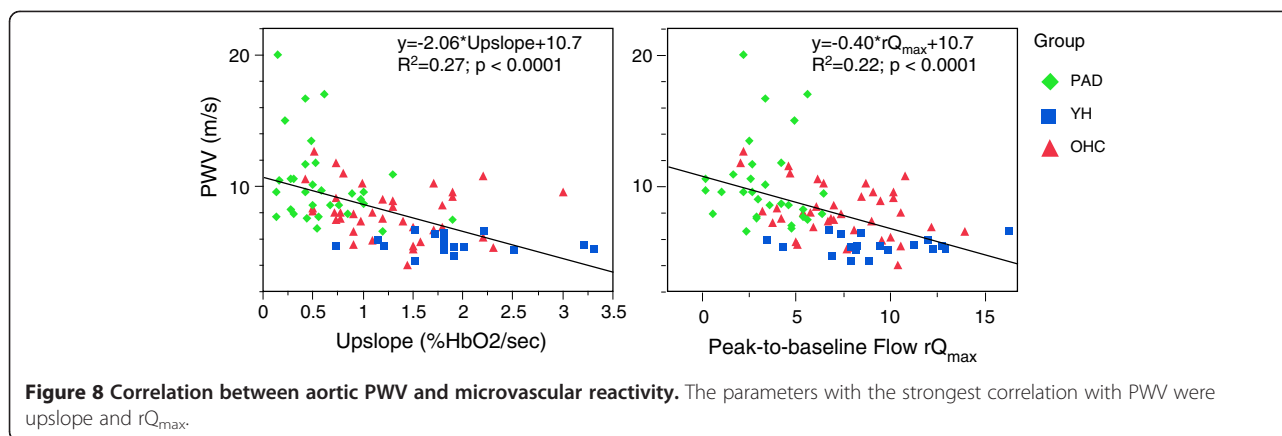 y=-2.06*Upslope+10.7
R²=0.27; p < 0.0001
20
10
PWV (m/s)
0 0.5 1 1.5 2 2.5 3 3.5
Upslope (%HbO2/sec)
y=-0.40*rQmax+10.7
R²=0.22; p < 0.0001
20
10
0 5 10 15
Peak-to-baseline Flow rQmax
Group
PAD
YH
OHC
Figure 8 Correlation between aortic PWV and microvascular reactivity. The parameters with the strongest correlation with PWV were
upslope and rQmax.